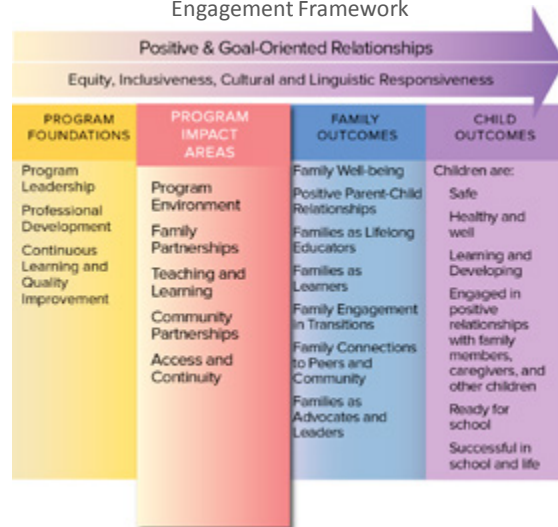 Engagement Framework
Positive & Goal-Oriented Relationships
Equity, Inclusiveness, Cultural and Linguistic Responsiveness
PROGRAM
FOUNDATIONS
Program
Leadership
Professional
Development
Continuous
Learning and
Quality
Improvement
PROGRAM
IMPACT
AREAS
Program
Environment
Family
Partnerships
Teaching and
Learning
Community
Partnerships
Access and
Continuity
FAMILY
OUTCOMES
Family Well-being
Positive Parent-Child
Relationships
Families as Lifelong
Educators
Families as
Learners
Family Engagement
in Transitions
Family Connections
to Peers and
Community
Families as
Advocates and
Leaders
CHILD
OUTCOMES
Children are:
Safe
Healthy and
well
Learning and
Developing
Engaged in
positive
relationships
with family
members,
caregivers, and
other children
Ready for
school
Successful in
school and life